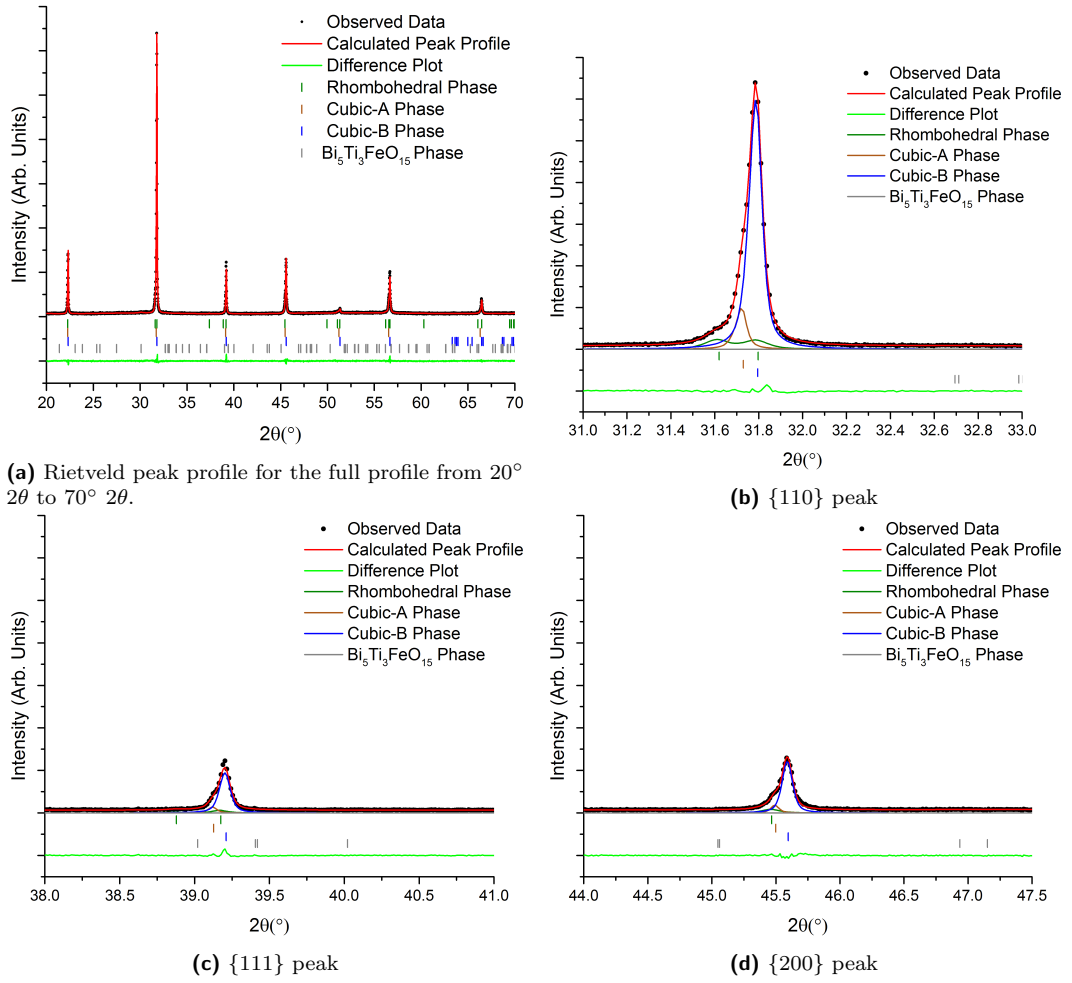 Observed Data
Calculated Peak Profile
Difference Plot
Rhombohedral Phase
Cubic-A Phase
Cubic-B Phase
Bi₅Ti₃FeO₁₅ Phase
Intensity (Arb. Units)
20 25 30 35 40 45 50 55 60 65 70
2θ(°)
(a) Rietveld peak profile for the full profile from 20°
2θ to 70° 2θ.
Observed Data
Calculated Peak Profile
Difference Plot
Rhombohedral Phase
Cubic-A Phase
Cubic-B Phase
Bi₅Ti₃FeO₁₅ Phase
Intensity (Arb. Units)
31.0 31.2 31.4 31.6 31.8 32.0 32.2 32.4 32.6 32.8 33.0
2θ(°)
(b) {110} peak
Observed Data
Calculated Peak Profile
Difference Plot
Rhombohedral Phase
Cubic-A Phase
Cubic-B Phase
Bi₅Ti₃FeO₁₅ Phase
Intensity (Arb. Units)
38.0 38.5 39.0 39.5 40.0 40.5 41.0
2θ(°)
(c) {111} peak
Observed Data
Calculated Peak Profile
Difference Plot
Rhombohedral Phase
Cubic-A Phase
Cubic-B Phase
Bi₅Ti₃FeO₁₅ Phase
Intensity (Arb. Units)
44.0 44.5 45.0 45.5 46.0 46.5 47.0 47.5
2θ(°)
(d) {200} peak